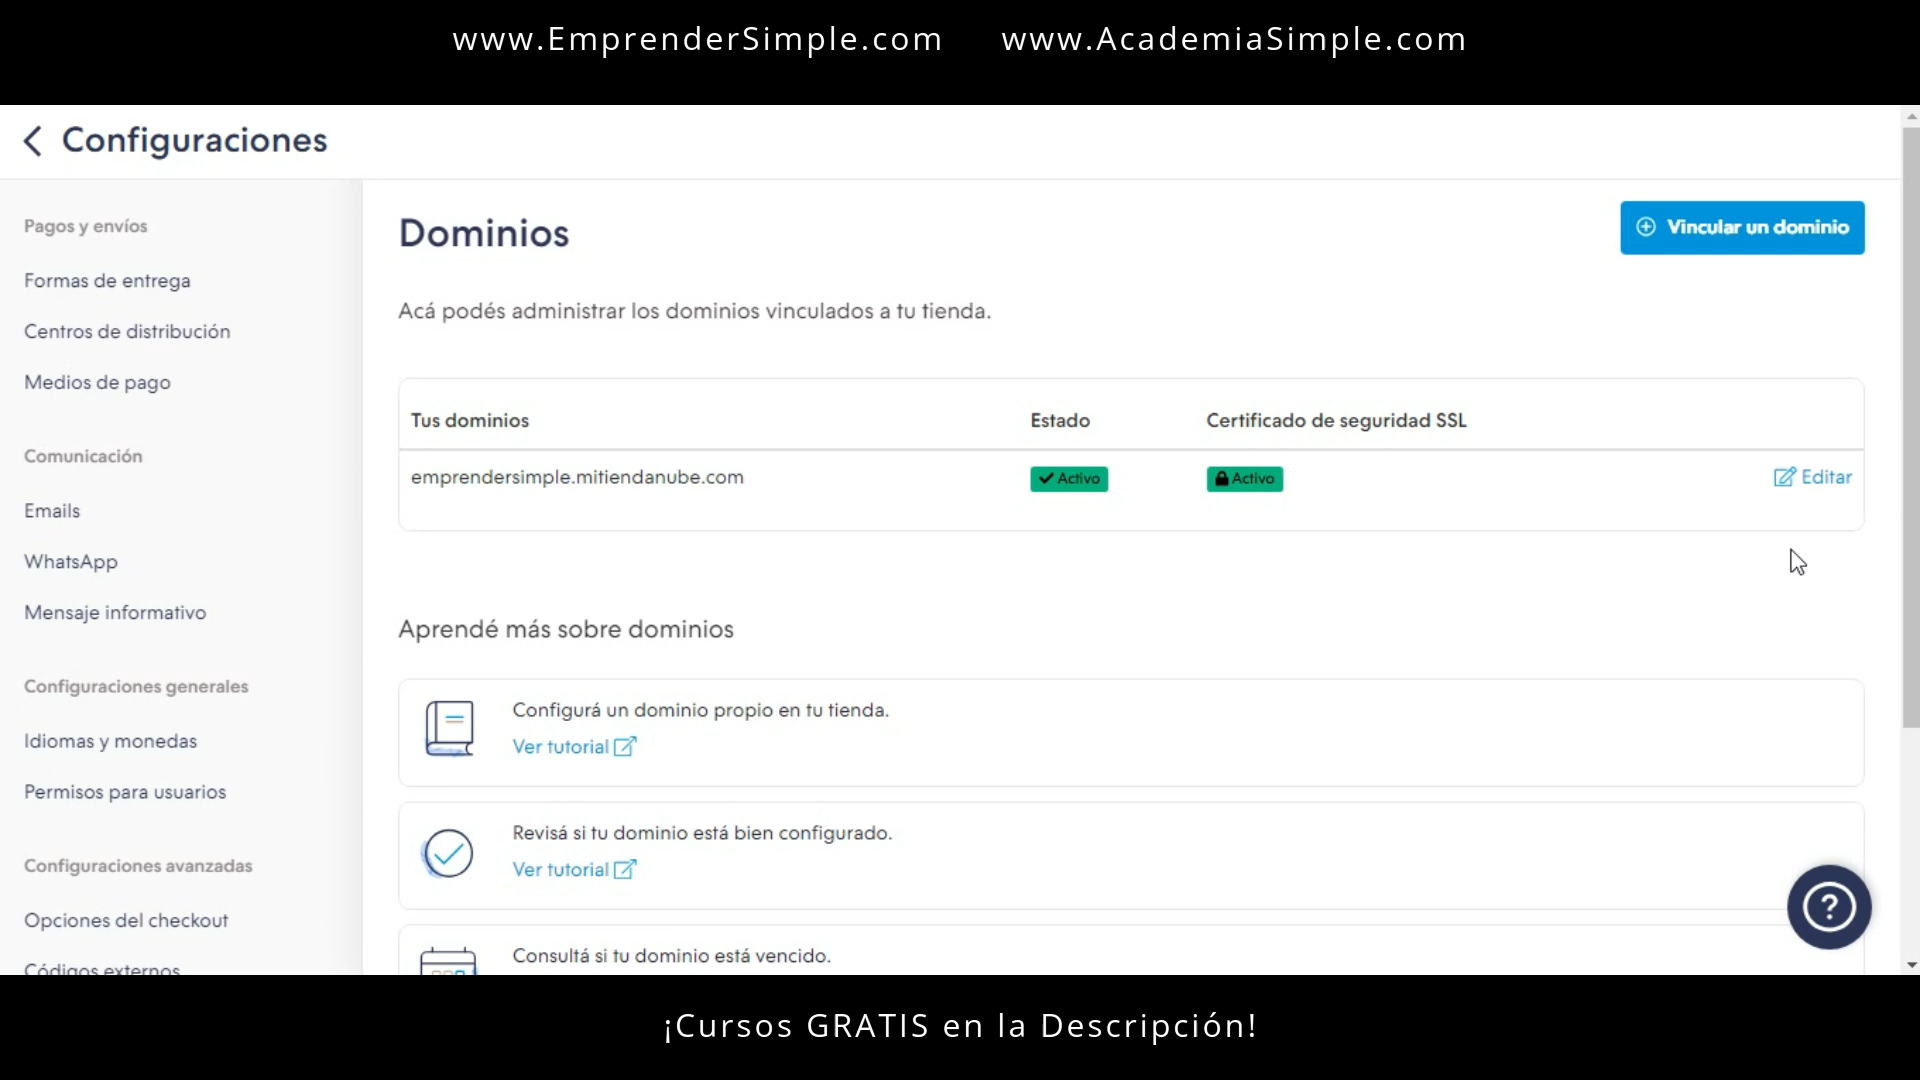 www.EmprenderSimple.com www.AcademiaSimple.com
Configuraciones
Pagos y envíos
Formas de entrega
Centros de distribución
Medios de pago
Comunicación
Emails
WhatsApp
Mensaje informativo
Configuraciones generales
Idiomas y monedas
Permisos para usuarios
Configuraciones avanzadas
Opciones del checkout
Códigos externos
Dominios
Vincular un dominio
Acá podés administrar los dominios vinculados a tu tienda.
Tus dominios Estado Certificado de seguridad SSL
emprendersimple.mitiendanube.com Activo Activo Editar
Aprendé más sobre dominios
Configurá un dominio propio en tu tienda.
Ver tutorial
Revisá si tu dominio está bien configurado.
Ver tutorial
Consultá si tu dominio está vencido.
?
¡Cursos GRATIS en la Descripción!